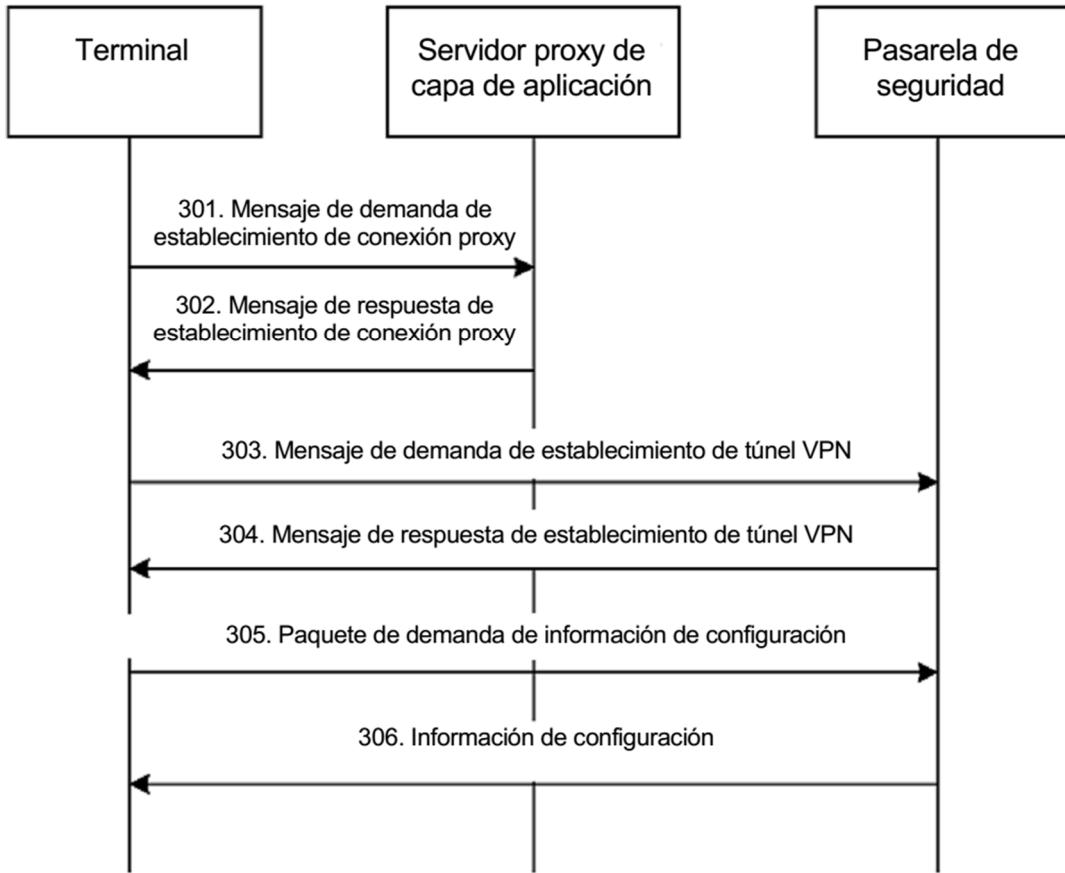 Terminal
Servidor proxy de
capa de aplicación
Pasarela de
seguridad
301. Mensaje de demanda de
establecimiento de conexión proxy
302. Mensaje de respuesta de
establecimiento de conexión proxy
303. Mensaje de demanda de establecimiento de túnel VPN
304. Mensaje de respuesta de establecimiento de túnel VPN
305. Paquete de demanda de información de configuración
306. Información de configuración